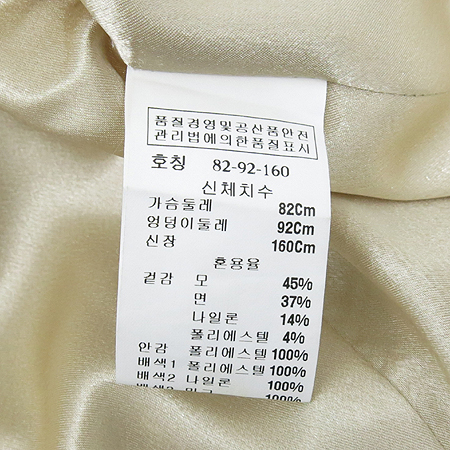 품질경영및공산품안전
관리법에의한품질표시
호칭 82-92-160
신체치수
가슴둘레 82Cm
엉덩이둘레 92Cm
신장 160Cm
혼용율
겉감 모 45%
면 37%
나일론 14%
폴리에스텔 4%
안감 폴리에스텔 100%
배색1 폴리에스텔 100%
배색2 나일론 100%
100%